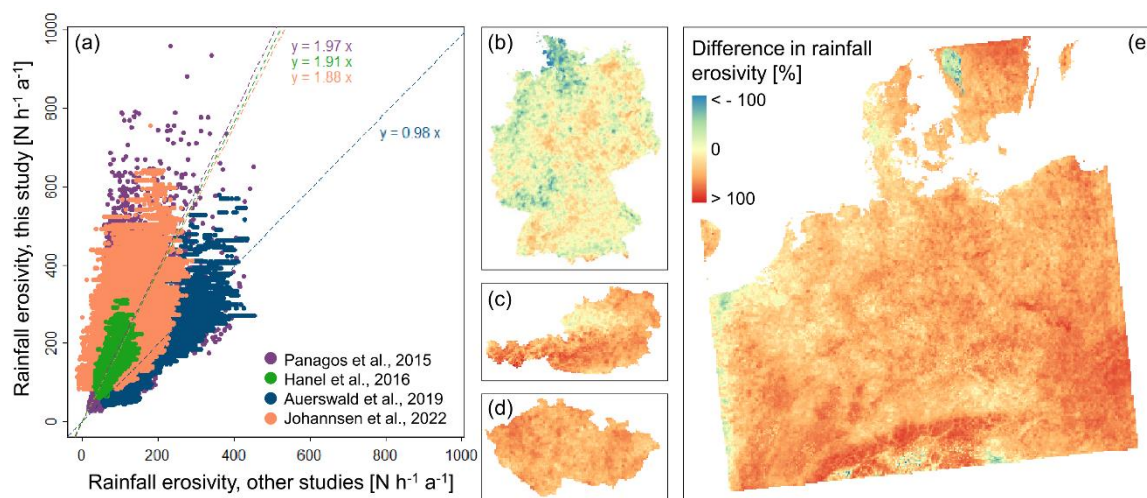 (a)
y = 1.97 x
y = 1.91 x
y = 1.88 x
y = 0.98 x
Rainfall erosivity, this study [N h⁻¹ a⁻¹]
1000
800
600
400
200
0
Panagos et al., 2015
Hanel et al., 2016
Auerswald et al., 2019
Johannsen et al., 2022
0 200 400 600 800 1000
Rainfall erosivity, other studies [N h⁻¹ a⁻¹]
(b)
(c)
(d)
(e)
Difference in rainfall
erosivity [%]
< - 100
0
> 100